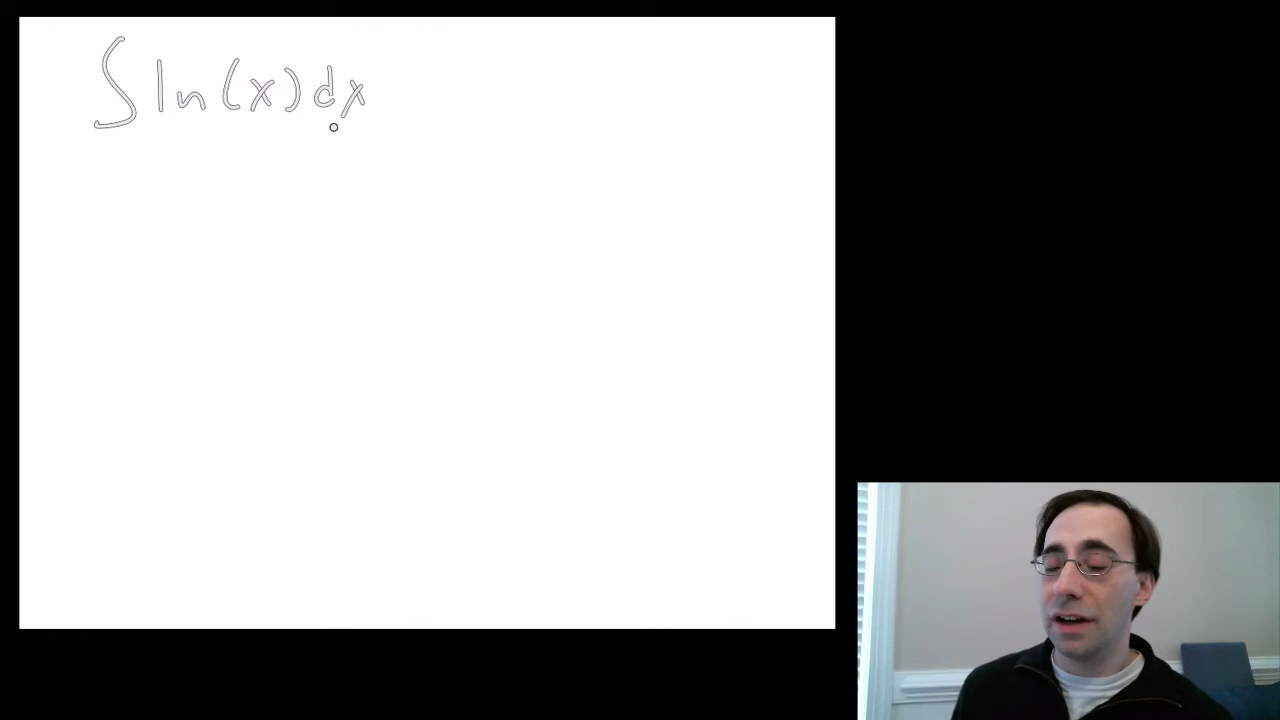 ∫ ln(x) dx